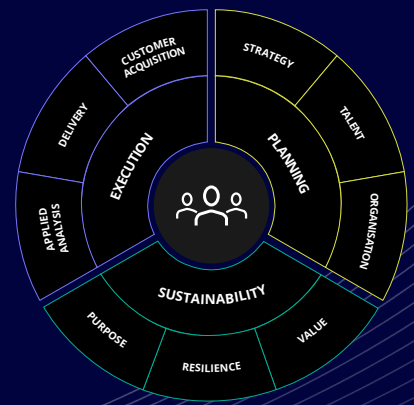 CUSTOMER
ACQUISITION
STRATEGY
DELIVERY
TALENT
EXECUTION
PLANNING
APPLIED
ANALYSIS
ORGANISATION
SUSTAINABILITY
PURPOSE
VALUE
RESILIENCE